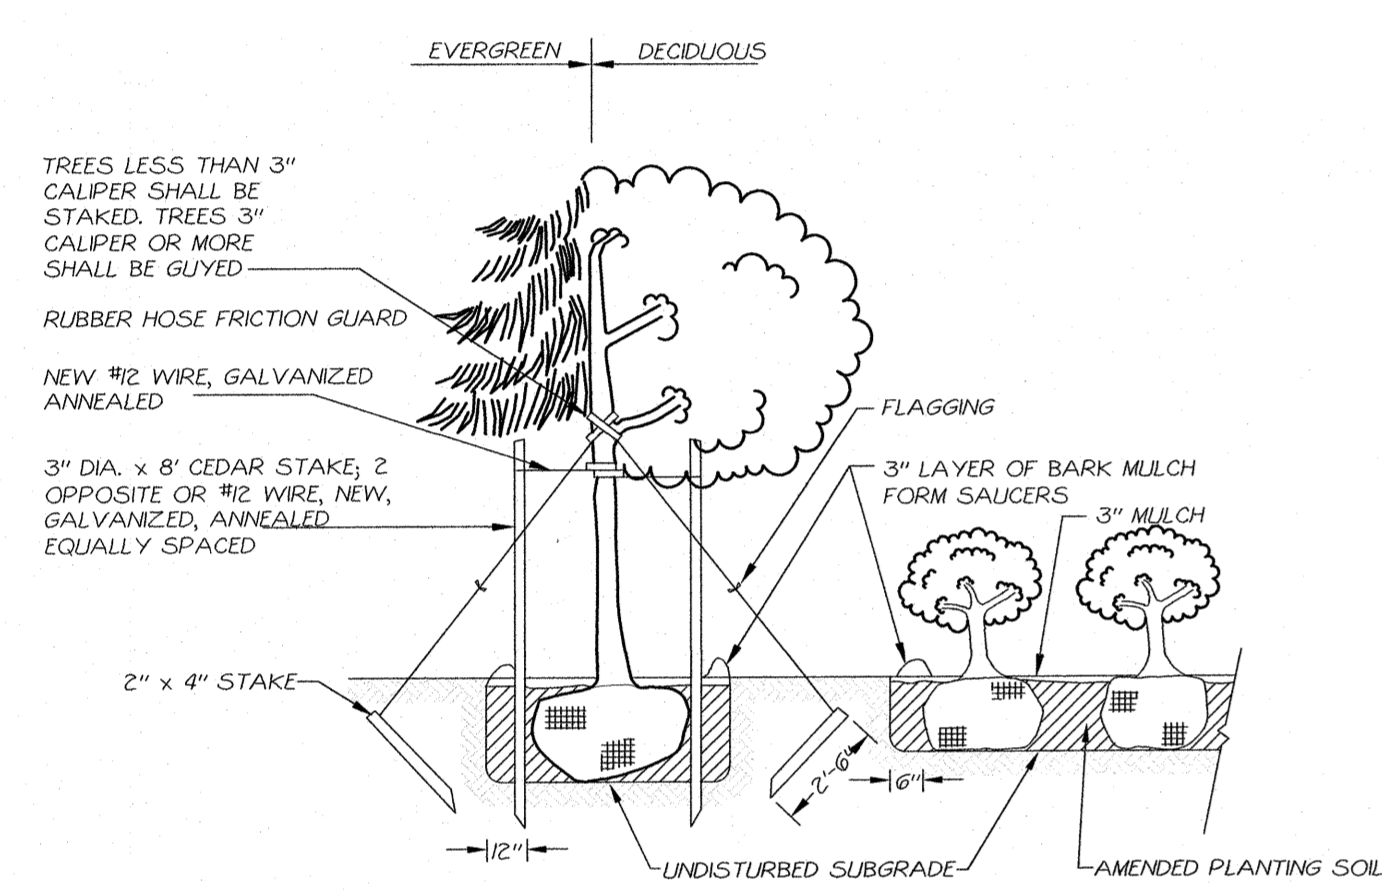 EVERGREEN
DECIDUOUS
TREES LESS THAN 3"
CALIPER SHALL BE
STAKED. TREES 3"
CALIPER OR MORE
SHALL BE GUYED
RUBBER HOSE FRICTION GUARD
NEW #12 WIRE, GALVANIZED
ANNEALED
3" DIA. x 8' CEDAR STAKE; 2
OPPOSITE OR #12 WIRE, NEW,
GALVANIZED, ANNEALED
EQUALLY SPACED
2" x 4" STAKE
FLAGGING
3" LAYER OF BARK MULCH
FORM SAUCERS
3" MULCH
2'-6"
6"
12"
UNDISTURBED SUBGRADE
AMENDED PLANTING SOIL